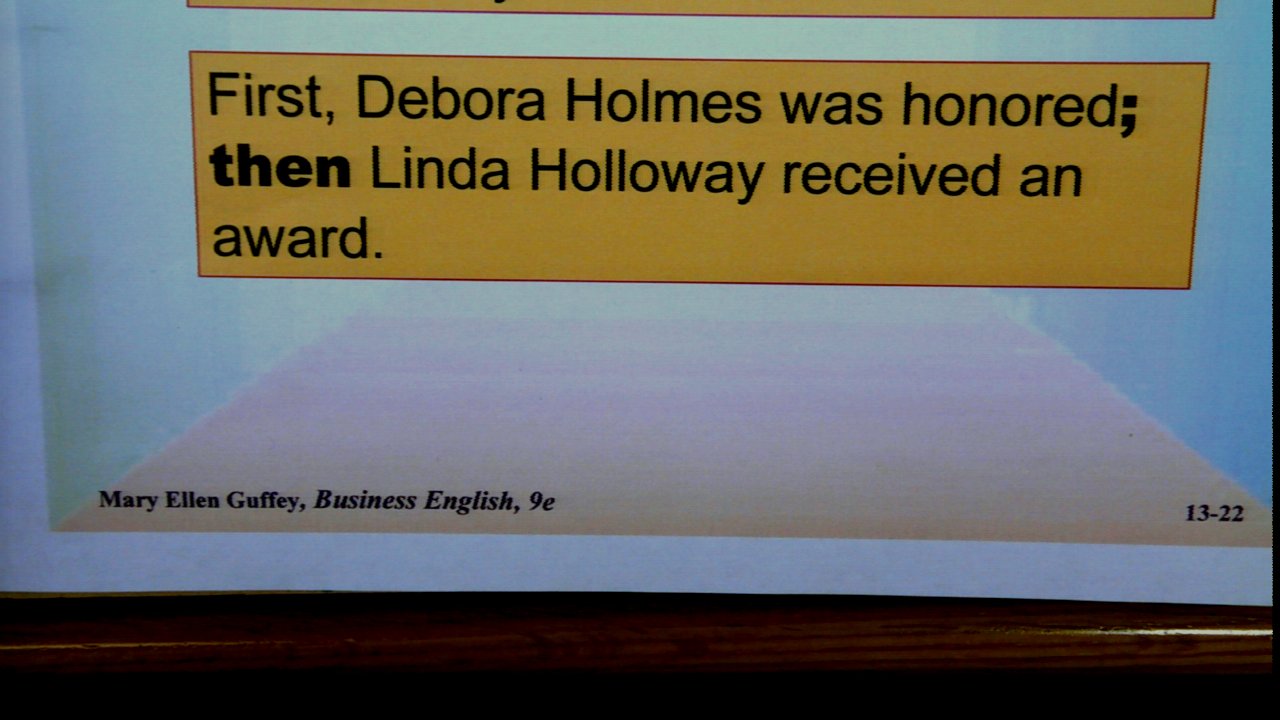 First, Debora Holmes was honored;
then Linda Holloway received an
award.
Mary Ellen Guffey, Business English, 9e
13-22